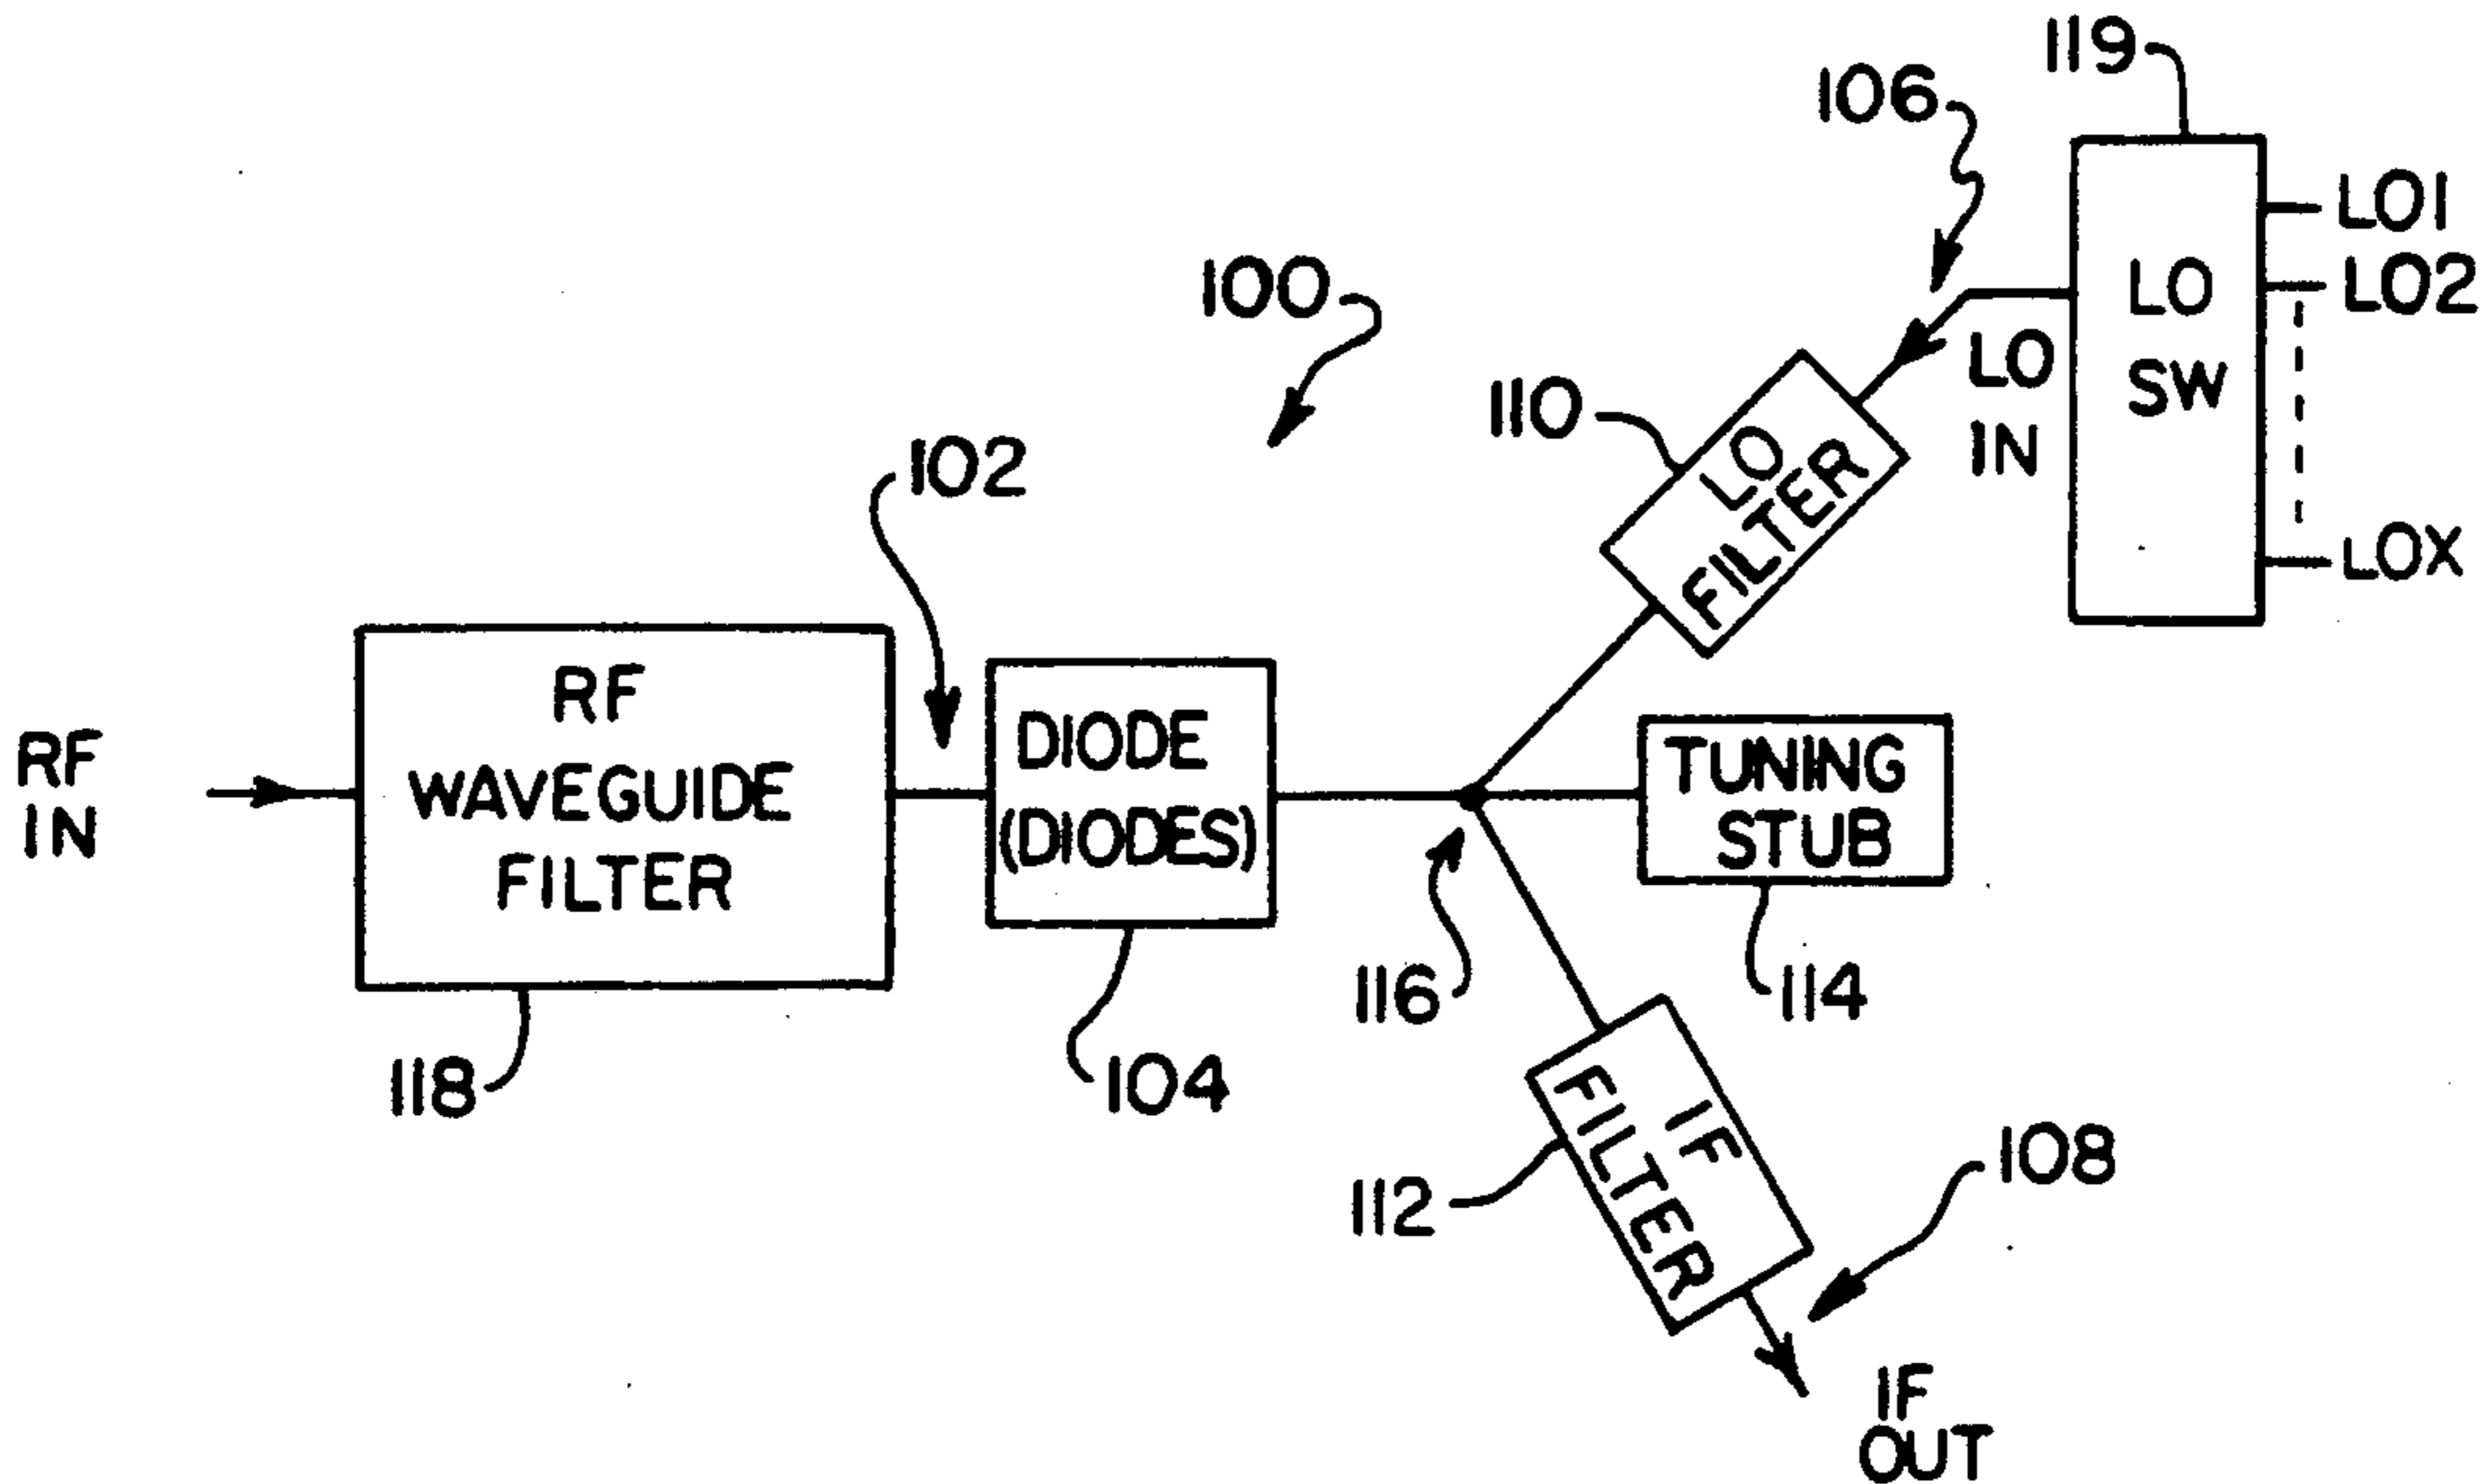 119
106
LO1
100
LO
SW
LO2
LO
IN
110
LO
FILTER
102
LOX
RF
IN
RF
WAVEGUIDE
FILTER
DIODE
(DIODES)
TUNING
STUB
116
114
118
104
IF
FILTER
112
108
IF
OUT